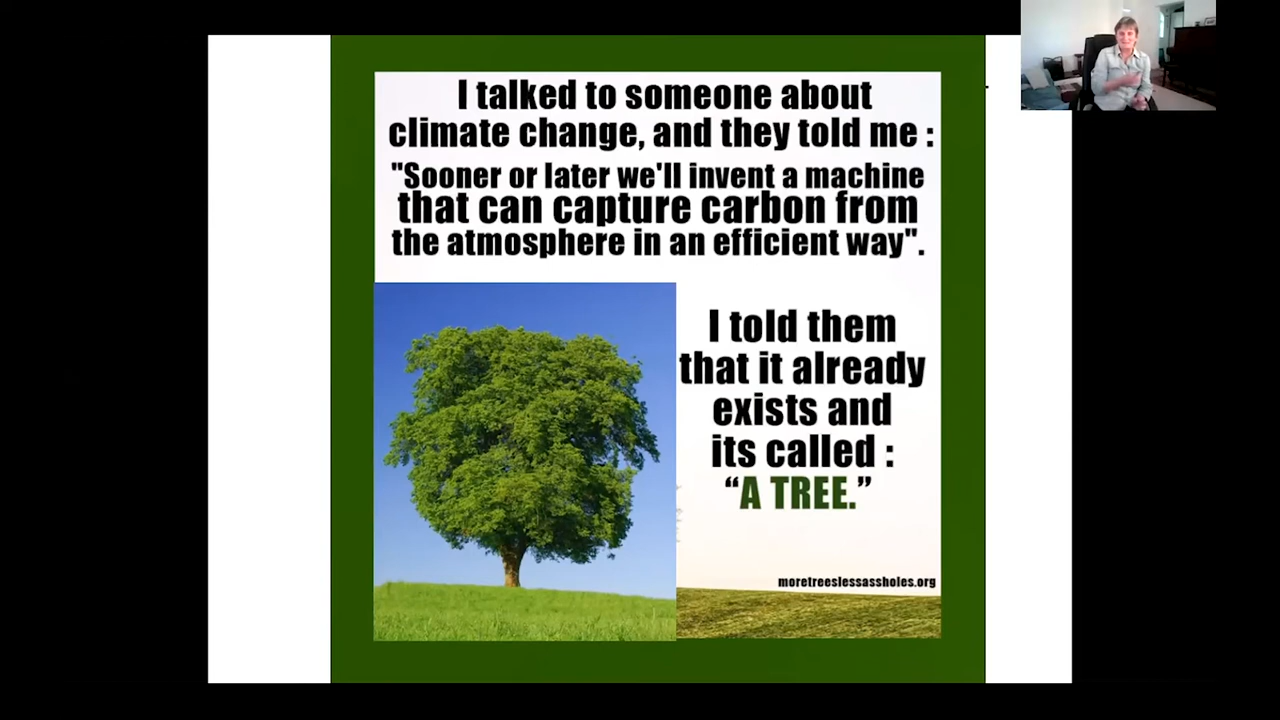 I talked to someone about
climate change, and they told me :
"Sooner or later we'll invent a machine
that can capture carbon from
the atmosphere in an efficient way".
I told them
that it already
exists and
its called :
“A TREE.”
moretreeslessassholes.org